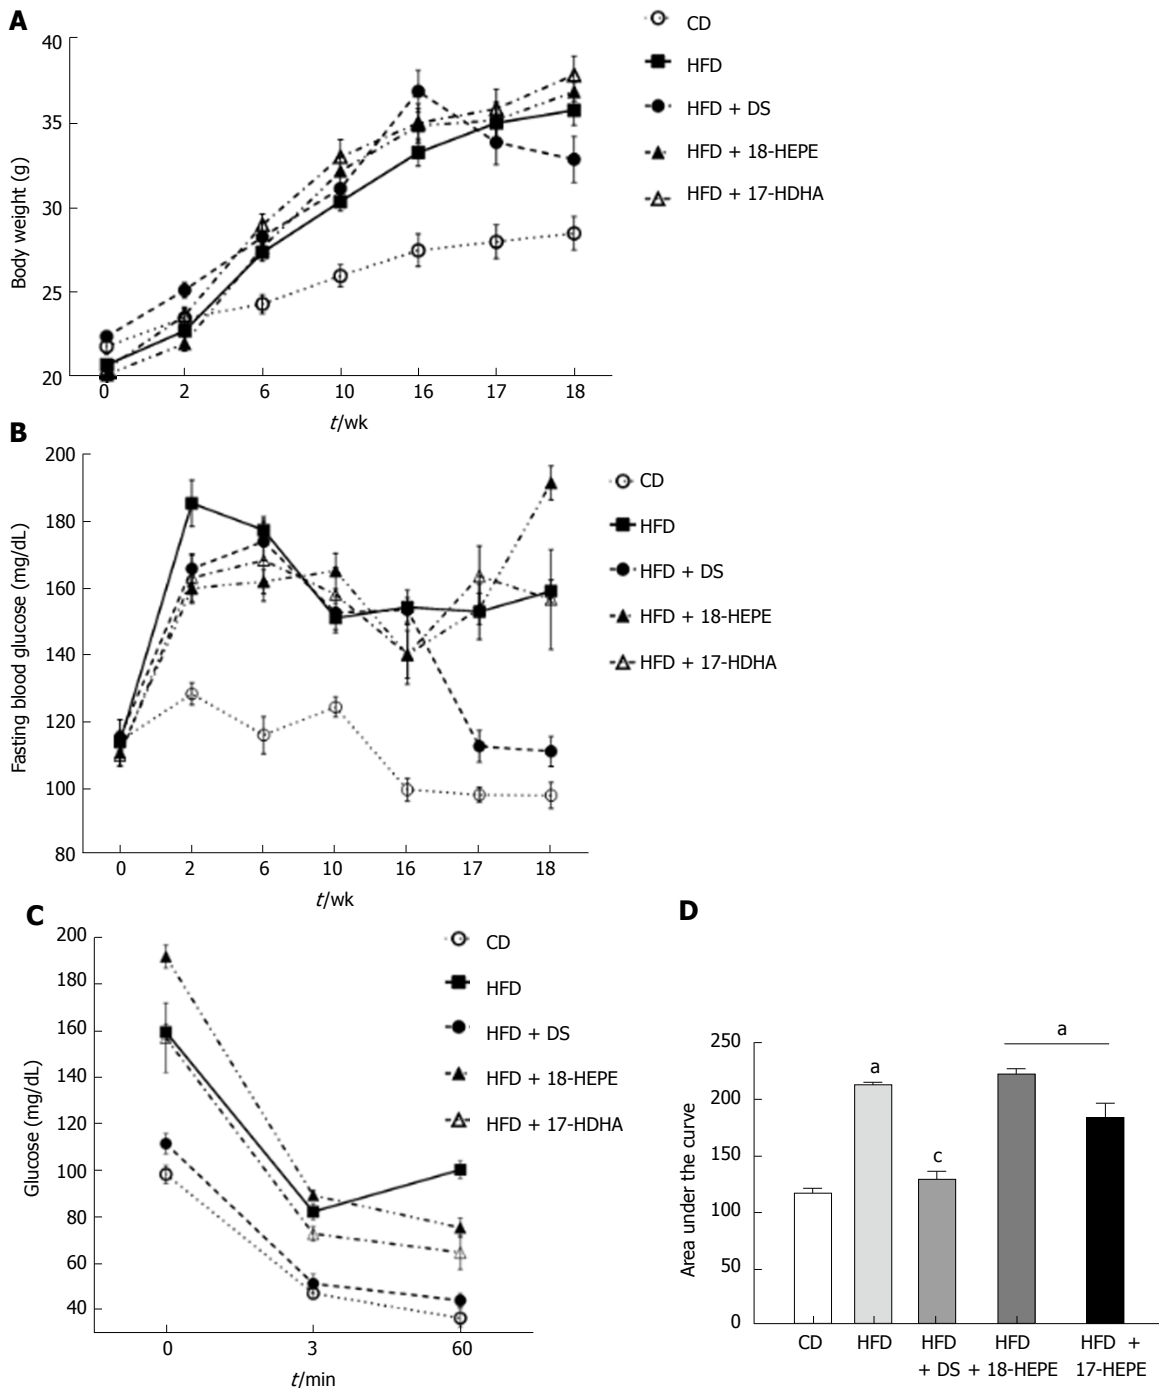 A
CD
HFD
HFD + DS
HFD + 18-HEPE
HFD + 17-HDHA
Body weight (g)
40
35
30
25
20
0 2 6 10 16 17 18
t/wk
B
CD
HFD
HFD + DS
HFD + 18-HEPE
HFD + 17-HDHA
Fasting blood glucose (mg/dL)
200
180
160
140
120
100
80
0 2 6 10 16 17 18
t/wk
C
CD
HFD
HFD + DS
HFD + 18-HEPE
HFD + 17-HDHA
Glucose (mg/dL)
200
180
160
140
120
100
80
60
40
0 3 60
t/min
D
Area under the curve
250
200
150
100
50
0
a
c
a
CD HFD HFD HFD HFD +
+ DS + 18-HEPE 17-HEPE